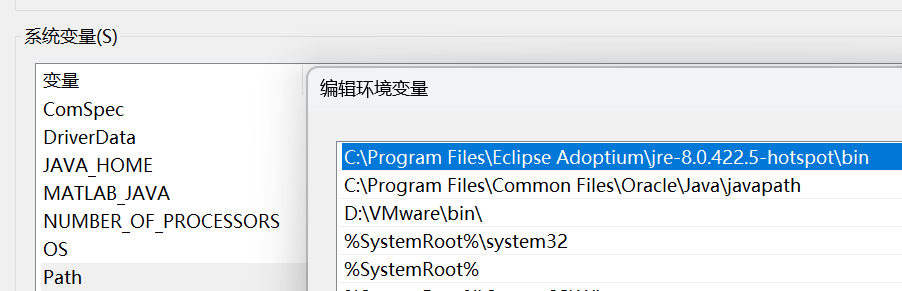 系统变量(S)
变量
ComSpec
DriverData
JAVA_HOME
MATLAB_JAVA
NUMBER_OF_PROCESSORS
OS
Path
编辑环境变量
C:\Program Files\Eclipse Adoptium\jre-8.0.422.5-hotspot\bin
C:\Program Files\Common Files\Oracle\Java\javapath
D:\VMware\bin\
%SystemRoot%\system32
%SystemRoot%